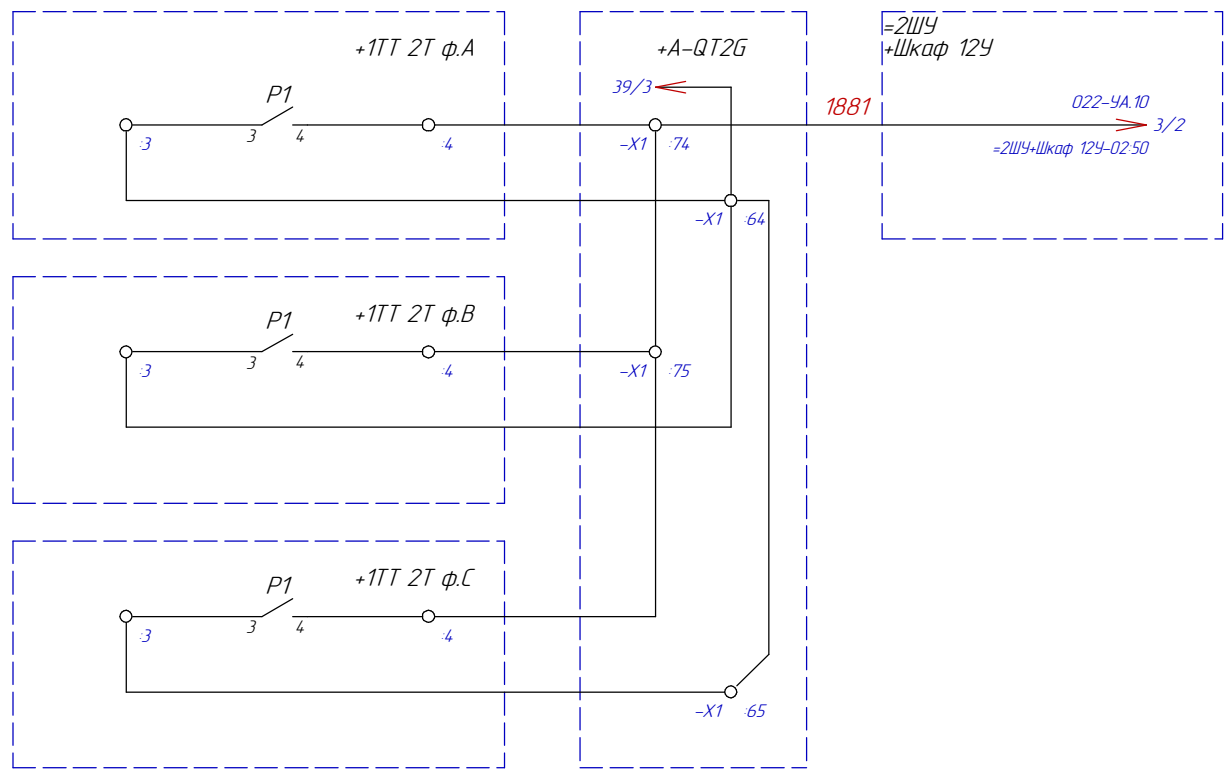 +1ТТ 2Т ф.А
+А-QT2G
=2ШУ
+Шкаф 12У
P1
39/3
1881
022-УА.10
3/2
:3
3
4
:4
-X1 :74
=2ШУ+Шкаф 12У-02:50
-X1 :64
+1ТТ 2Т ф.В
P1
:3
3
4
:4
-X1 :75
+1ТТ 2Т ф.С
P1
:3
3
4
:4
-X1 :65